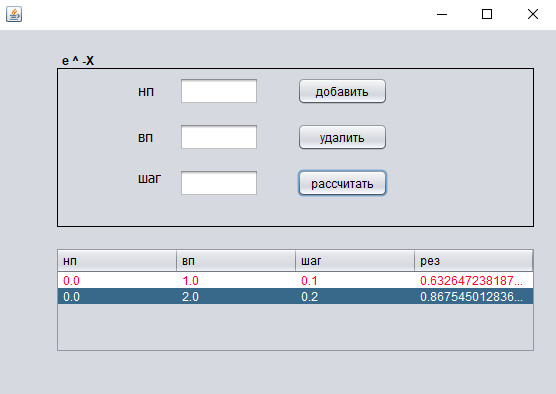 e ^ -X
нп добавить
вп удалить
шаг рассчитать
нп вп шаг рез
0.0 1.0 0.1 0.632647238187...
0.0 2.0 0.2 0.867545012836...